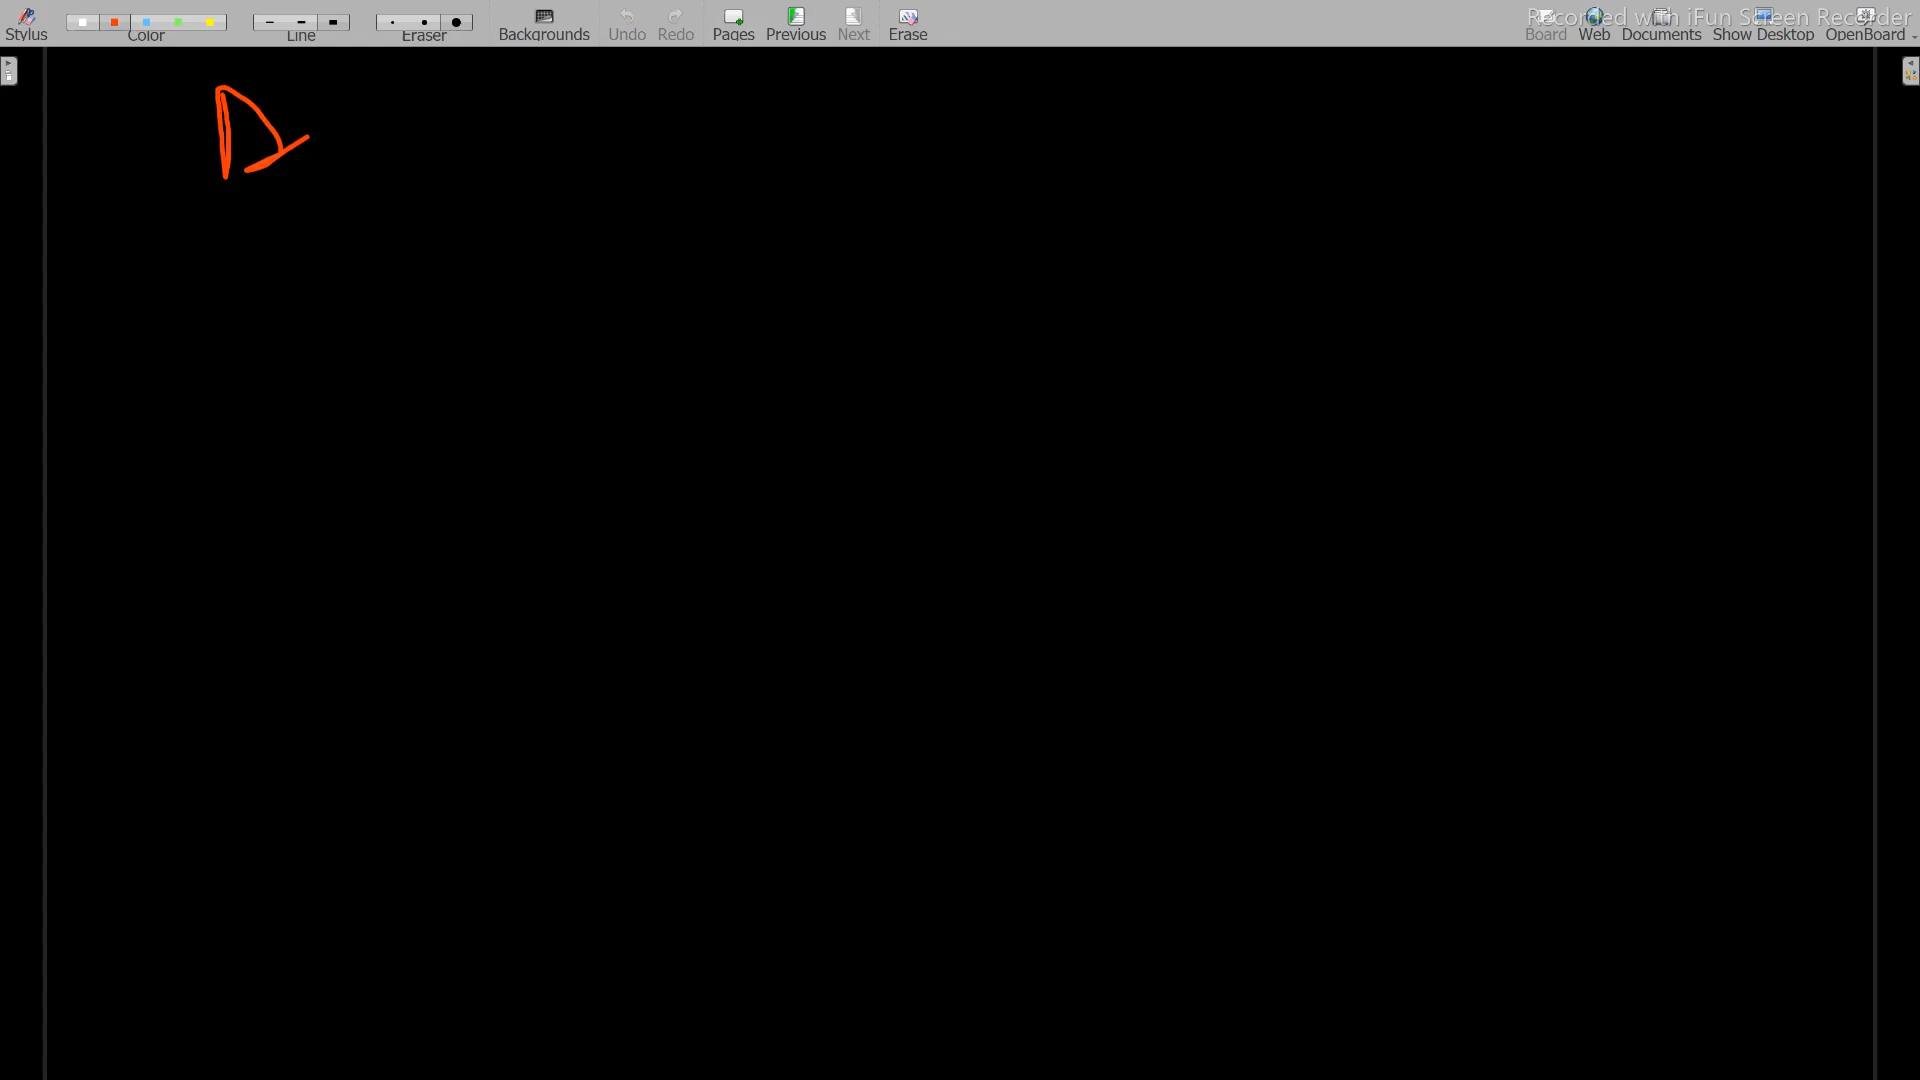 Recorded with iFun Screen Recorder
Stylus Color Line Eraser Backgrounds Undo Redo Pages Previous Next Erase Board Web Documents Show Desktop OpenBoard
D